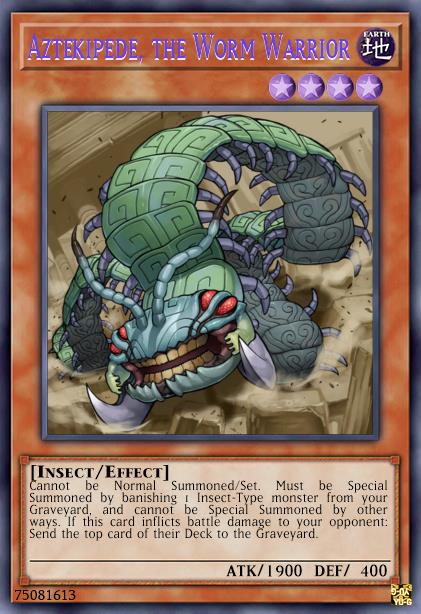 Aztekipede, the Worm Warrior
EARTH
地
[Insect/Effect]
Cannot be Normal Summoned/Set. Must be Special
Summoned by banishing 1 Insect-Type monster from your
Graveyard, and cannot be Special Summoned by other
ways. If this card inflicts battle damage to your opponent:
Send the top card of their Deck to the Graveyard.
ATK/1900 DEF/ 400
75081613